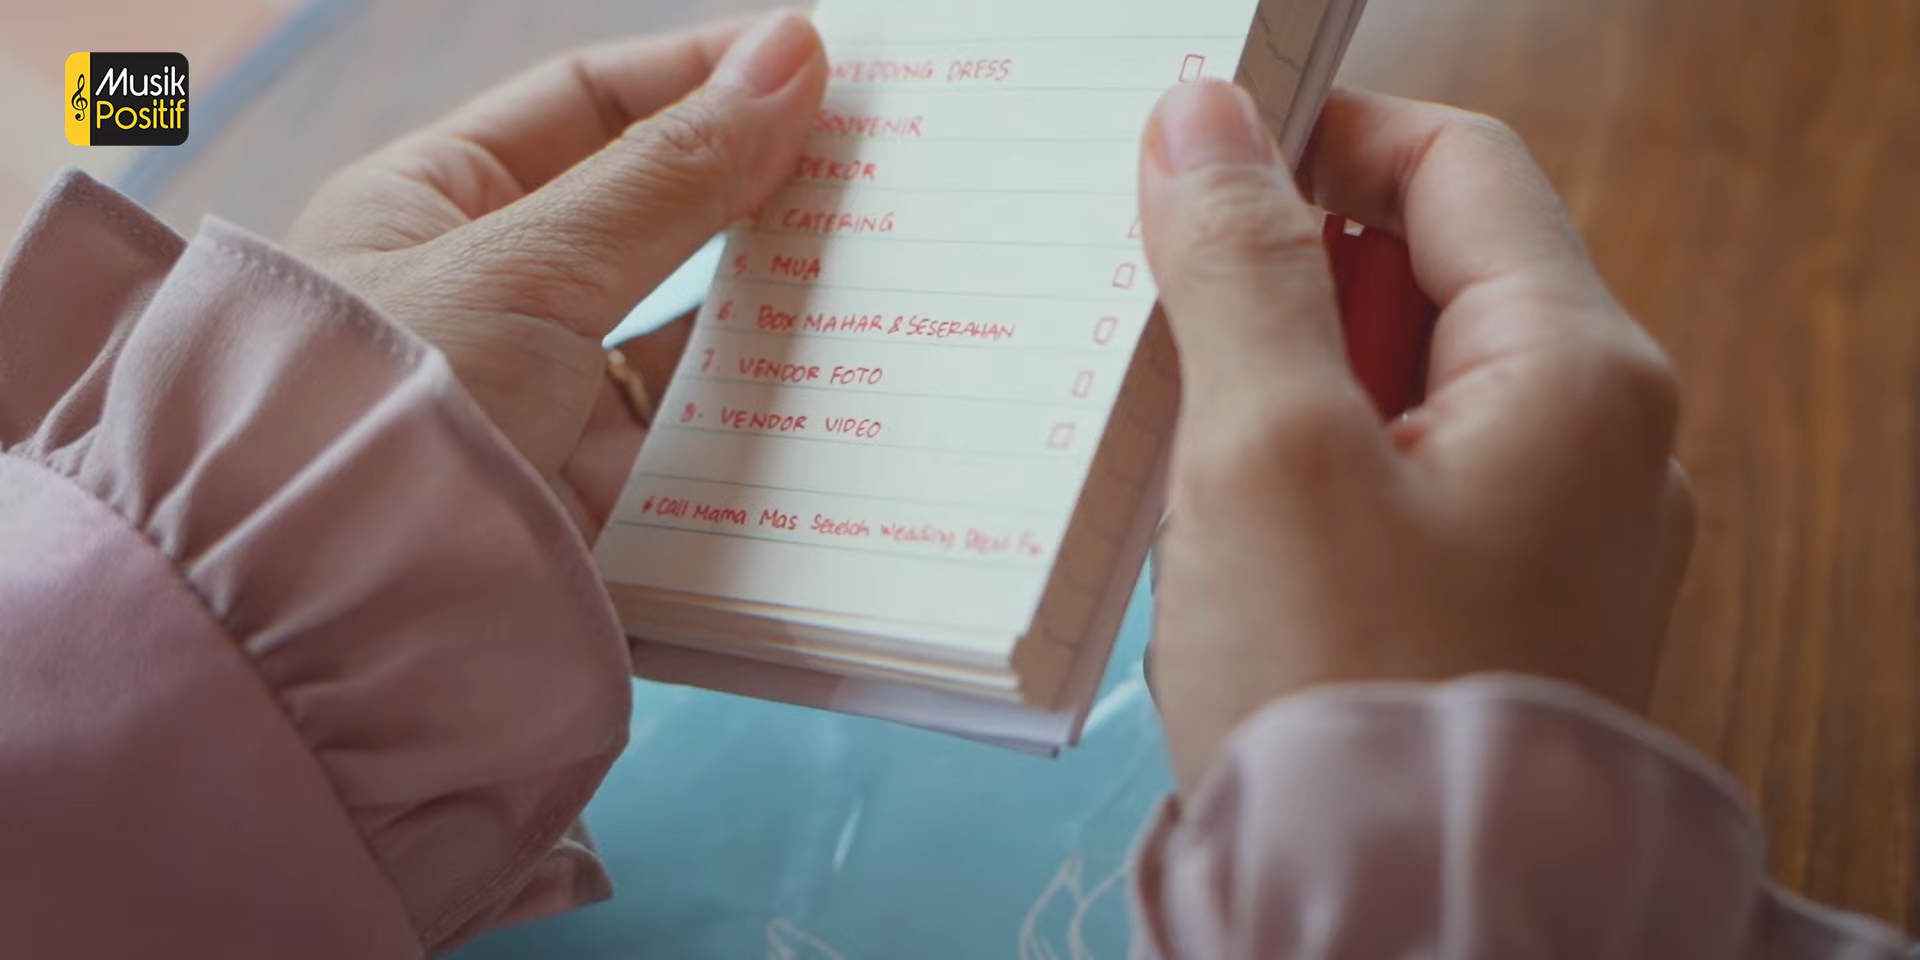 Musik
Positif
WEDDING DRESS
SOUVENIR
DEKOR
CATERING
5. MUA
6. BOX MAHAR & SESERAHAN
7. VENDOR FOTO
8. VENDOR VIDEO
* Call Mama Mas Setelah Wedding